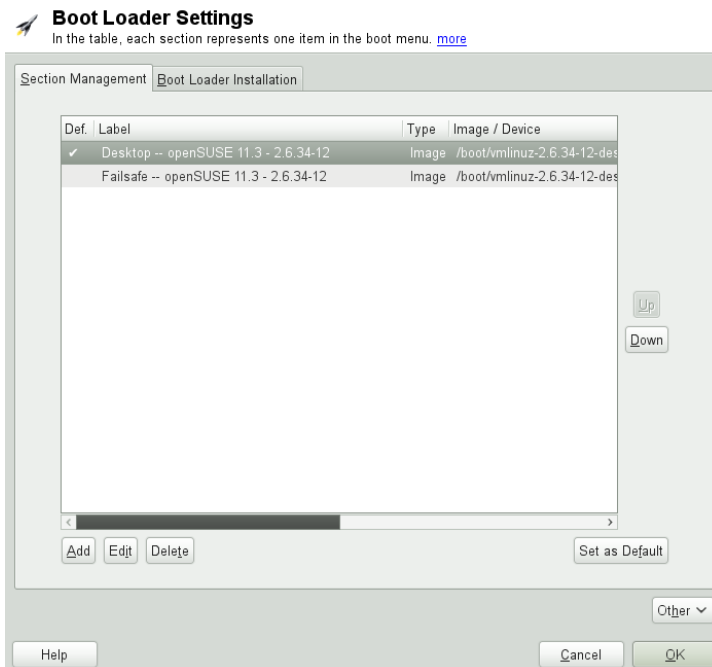 Boot Loader Settings
In the table, each section represents one item in the boot menu. more
Section Management Boot Loader Installation
Def. Label Type Image / Device
✔ Desktop -- openSUSE 11.3 - 2.6.34-12 Image /boot/vmlinuz-2.6.34-12-des
Failsafe -- openSUSE 11.3 - 2.6.34-12 Image /boot/vmlinuz-2.6.34-12-des
Up
Down
Add Edit Delete Set as Default
Other
Help Cancel OK